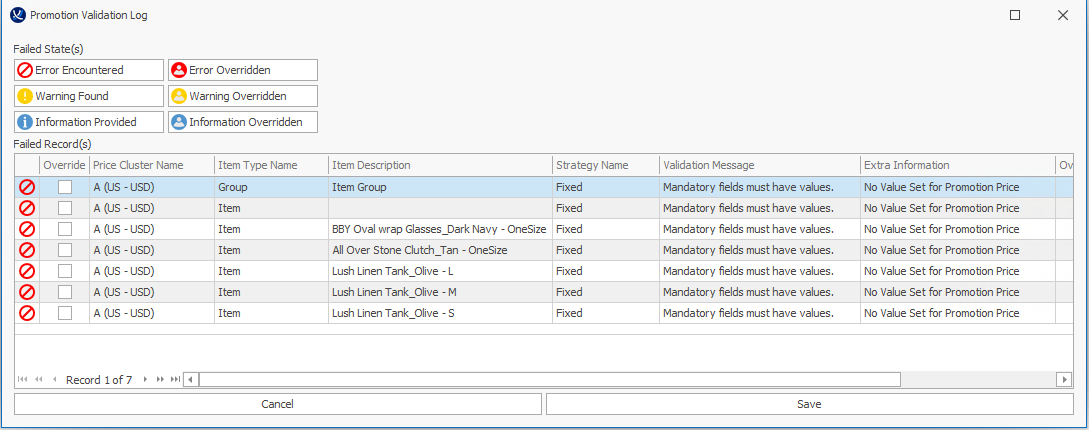 Promotion Validation Log
Failed State(s)
Error Encountered Error Overridden
Warning Found Warning Overridden
Information Provided Information Overridden
Failed Record(s)
Override Price Cluster Name Item Type Name Item Description Strategy Name Validation Message Extra Information Ov
A (US - USD) Group Item Group Fixed Mandatory fields must have values. No Value Set for Promotion Price
A (US - USD) Item Fixed Mandatory fields must have values. No Value Set for Promotion Price
A (US - USD) Item BBY Oval wrap Glasses_Dark Navy - OneSize Fixed Mandatory fields must have values. No Value Set for Promotion Price
A (US - USD) Item All Over Stone Clutch_Tan - OneSize Fixed Mandatory fields must have values. No Value Set for Promotion Price
A (US - USD) Item Lush Linen Tank_Olive - L Fixed Mandatory fields must have values. No Value Set for Promotion Price
A (US - USD) Item Lush Linen Tank_Olive - M Fixed Mandatory fields must have values. No Value Set for Promotion Price
A (US - USD) Item Lush Linen Tank_Olive - S Fixed Mandatory fields must have values. No Value Set for Promotion Price
Record 1 of 7
Cancel Save